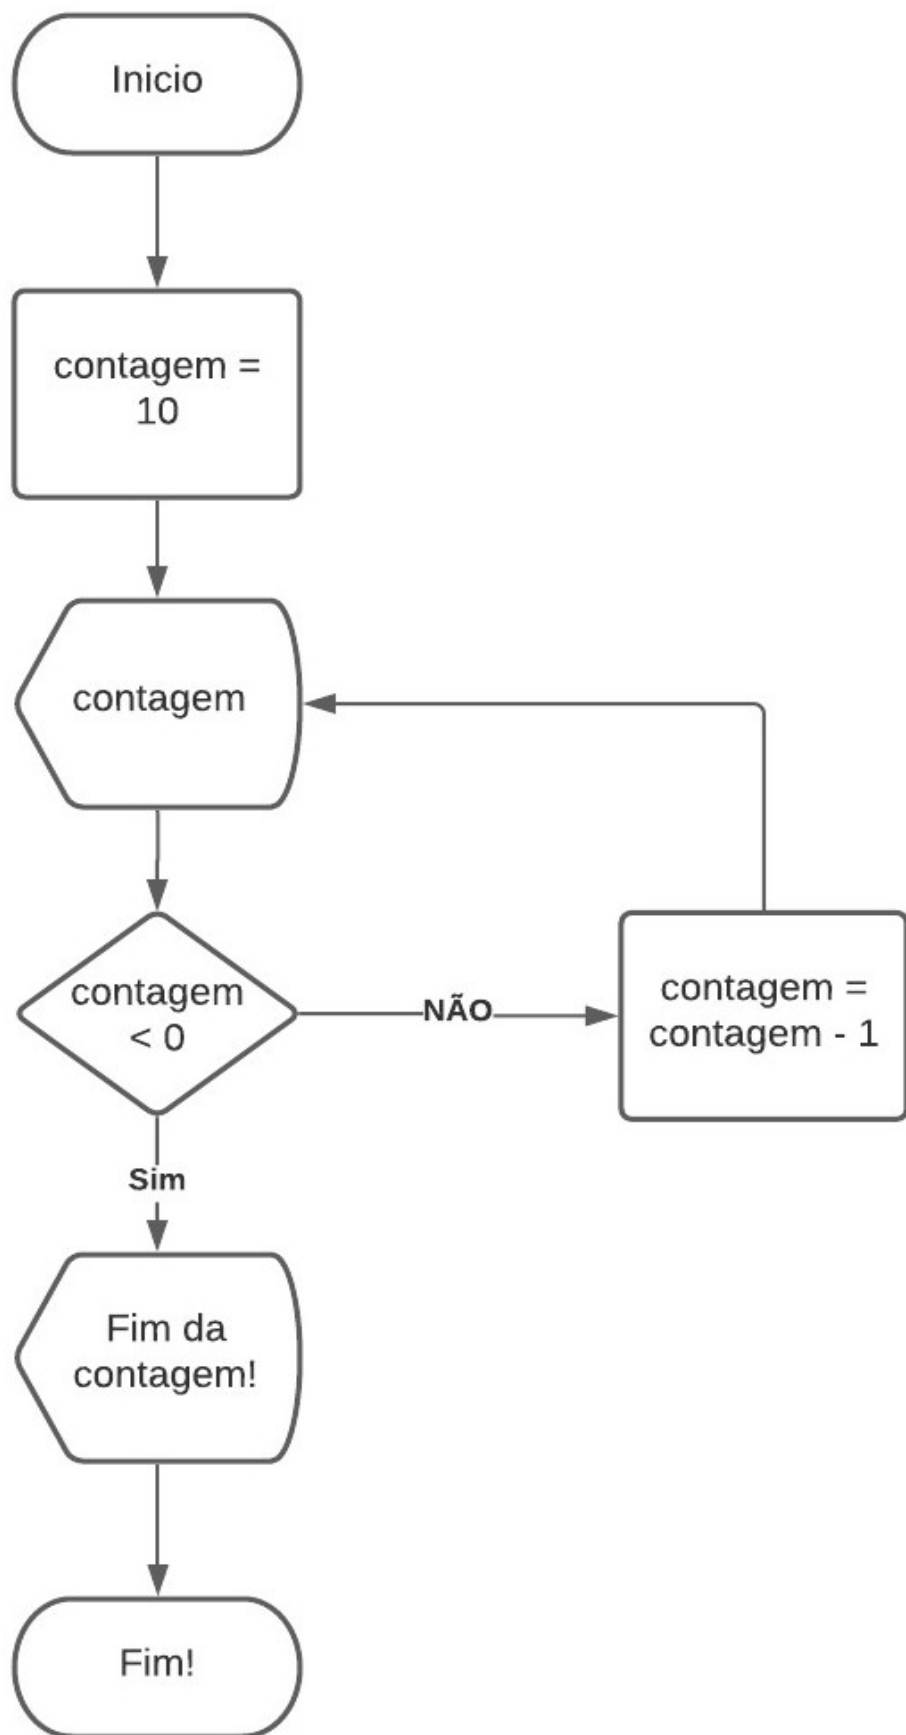 Inicio
contagem =
10
contagem
contagem
< 0
NÃO
contagem =
contagem - 1
Sim
Fim da
contagem!
Fim!